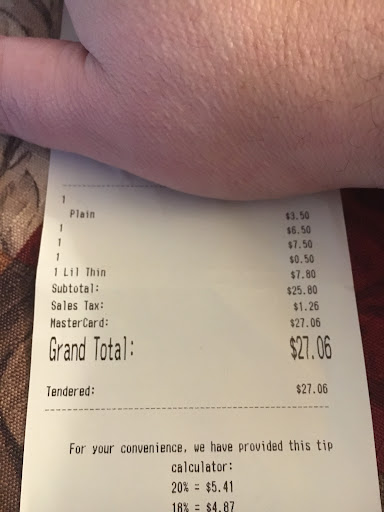 1
Plain $3.50
1 $6.50
1 $7.50
1 $0.50
1 Lil Thin $7.80
Subtotal: $25.80
Sales Tax: $1.26
MasterCard: $27.06
Grand Total: $27.06
Tendered: $27.06
For your convenience, we have provided this tip
calculator:
20% = $5.41
18% = $4.87